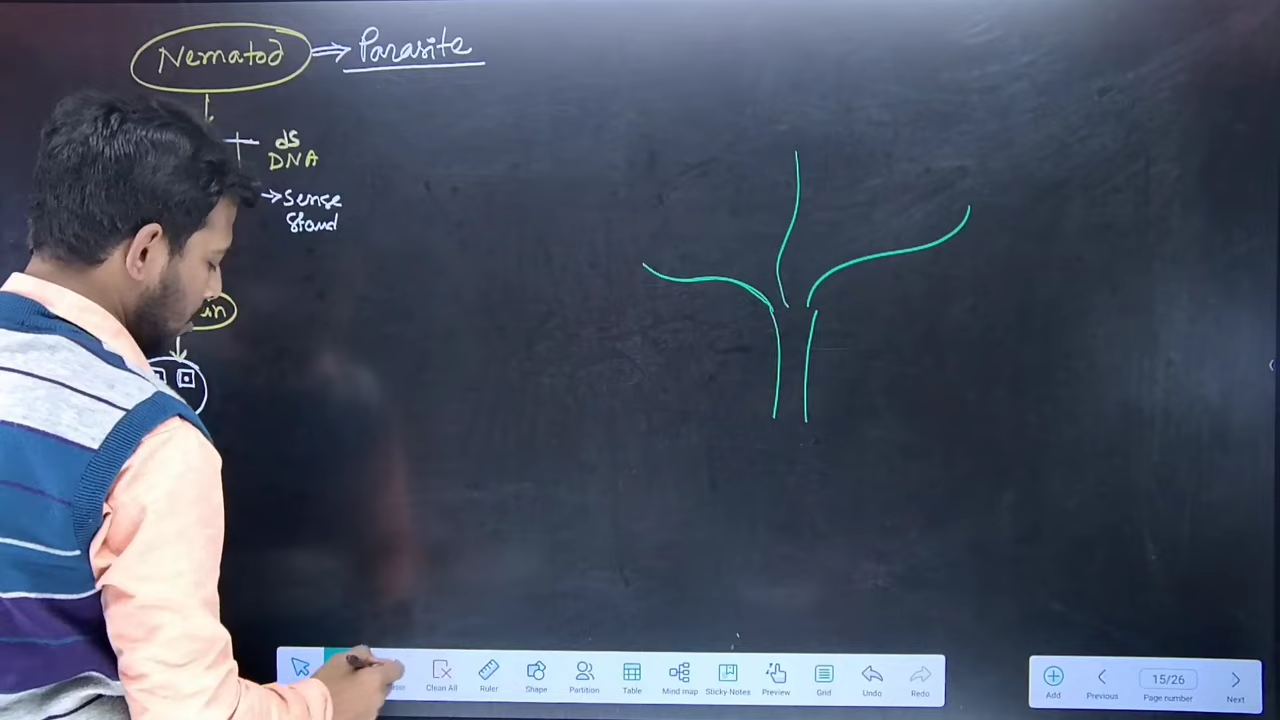 Nematod ⇒ Parasite
ds
DNA
→ Sense
Stand
Clean All
Ruler
Shape
Partition
Table
Mind map
Sticky-Notes
Preview
Grid
Undo
Redo
Add
Previous
15/26
Page number
Next